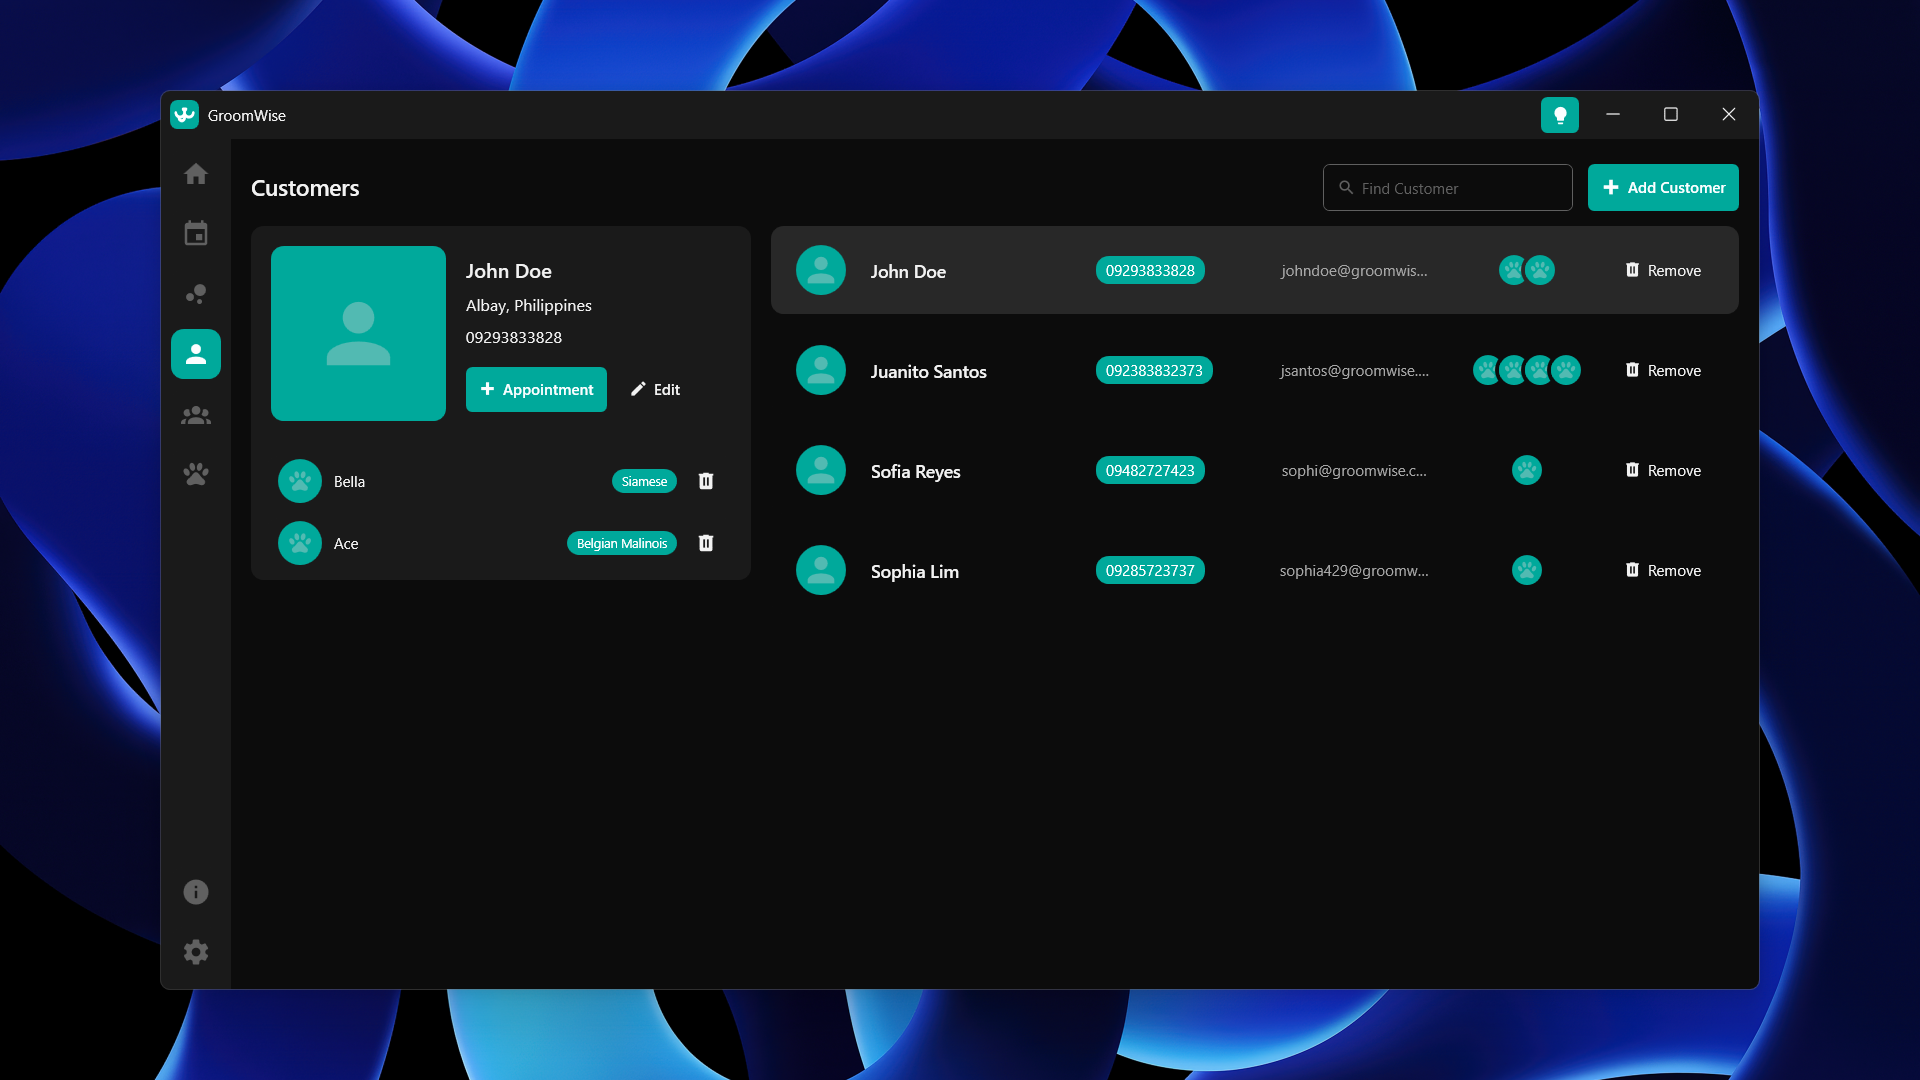 GroomWise
Customers
Find Customer
Add Customer
John Doe
Albay, Philippines
09293833828
Appointment
Edit
Bella
Siamese
Ace
Belgian Malinois
John Doe
09293833828
johndoe@groomwis...
Remove
Juanito Santos
092383832373
jsantos@groomwise....
Remove
Sofia Reyes
09482727423
sophi@groomwise.c...
Remove
Sophia Lim
09285723737
sophia429@groomw...
Remove